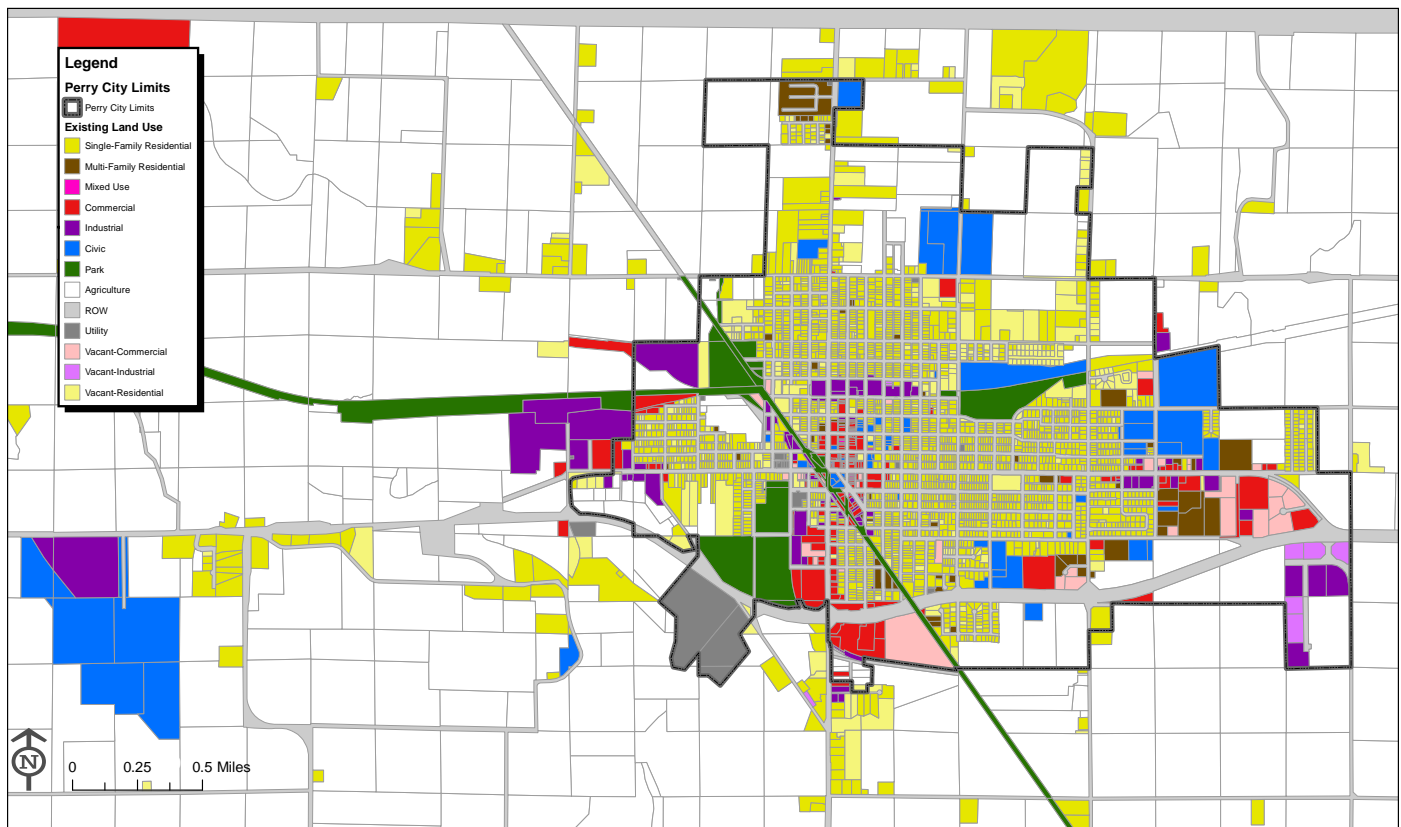 Legend
Perry City Limits
Perry City Limits
Existing Land Use
Single-Family Residential
Multi-Family Residential
Mixed Use
Commercial
Industrial
Civic
Park
Agriculture
ROW
Utility
Vacant-Commercial
Vacant-Industrial
Vacant-Residential
N
0 0.25 0.5 Miles